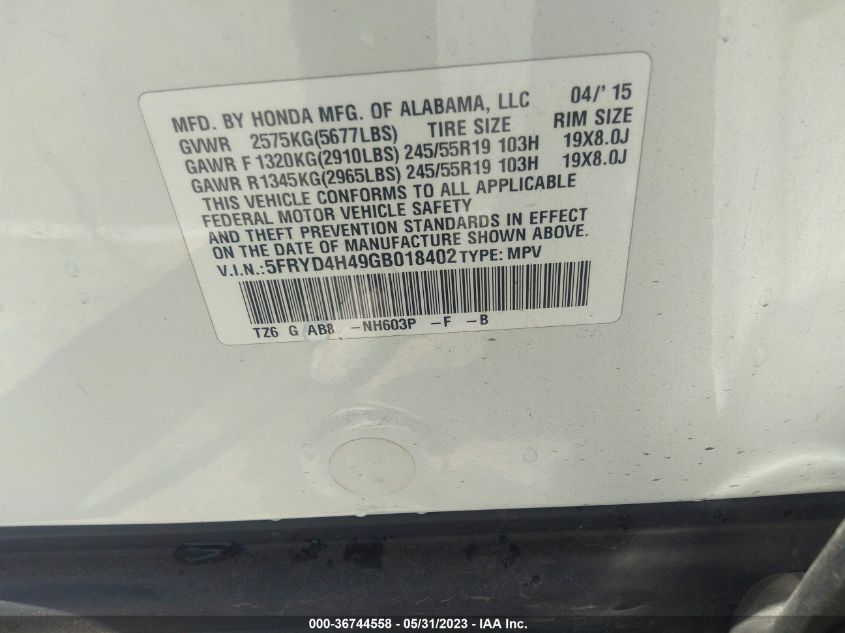 MFD. BY HONDA MFG. OF ALABAMA, LLC 04/' 15
GVWR 2575KG(5677LBS) TIRE SIZE RIM SIZE
GAWR F 1320KG(2910LBS) 245/55R19 103H 19X8.0J
GAWR R1345KG(2965LBS) 245/55R19 103H 19X8.0J
THIS VEHICLE CONFORMS TO ALL APPLICABLE
FEDERAL MOTOR VEHICLE SAFETY
AND THEFT PREVENTION STANDARDS IN EFFECT
ON THE DATE OF MANUFACTURE SHOWN ABOVE.
V.I.N.:5FRYD4H49GB018402 TYPE: MPV
TZ6 G AB8 -NH603P -F -B
000-36744558 - 05/31/2023 - IAA Inc.